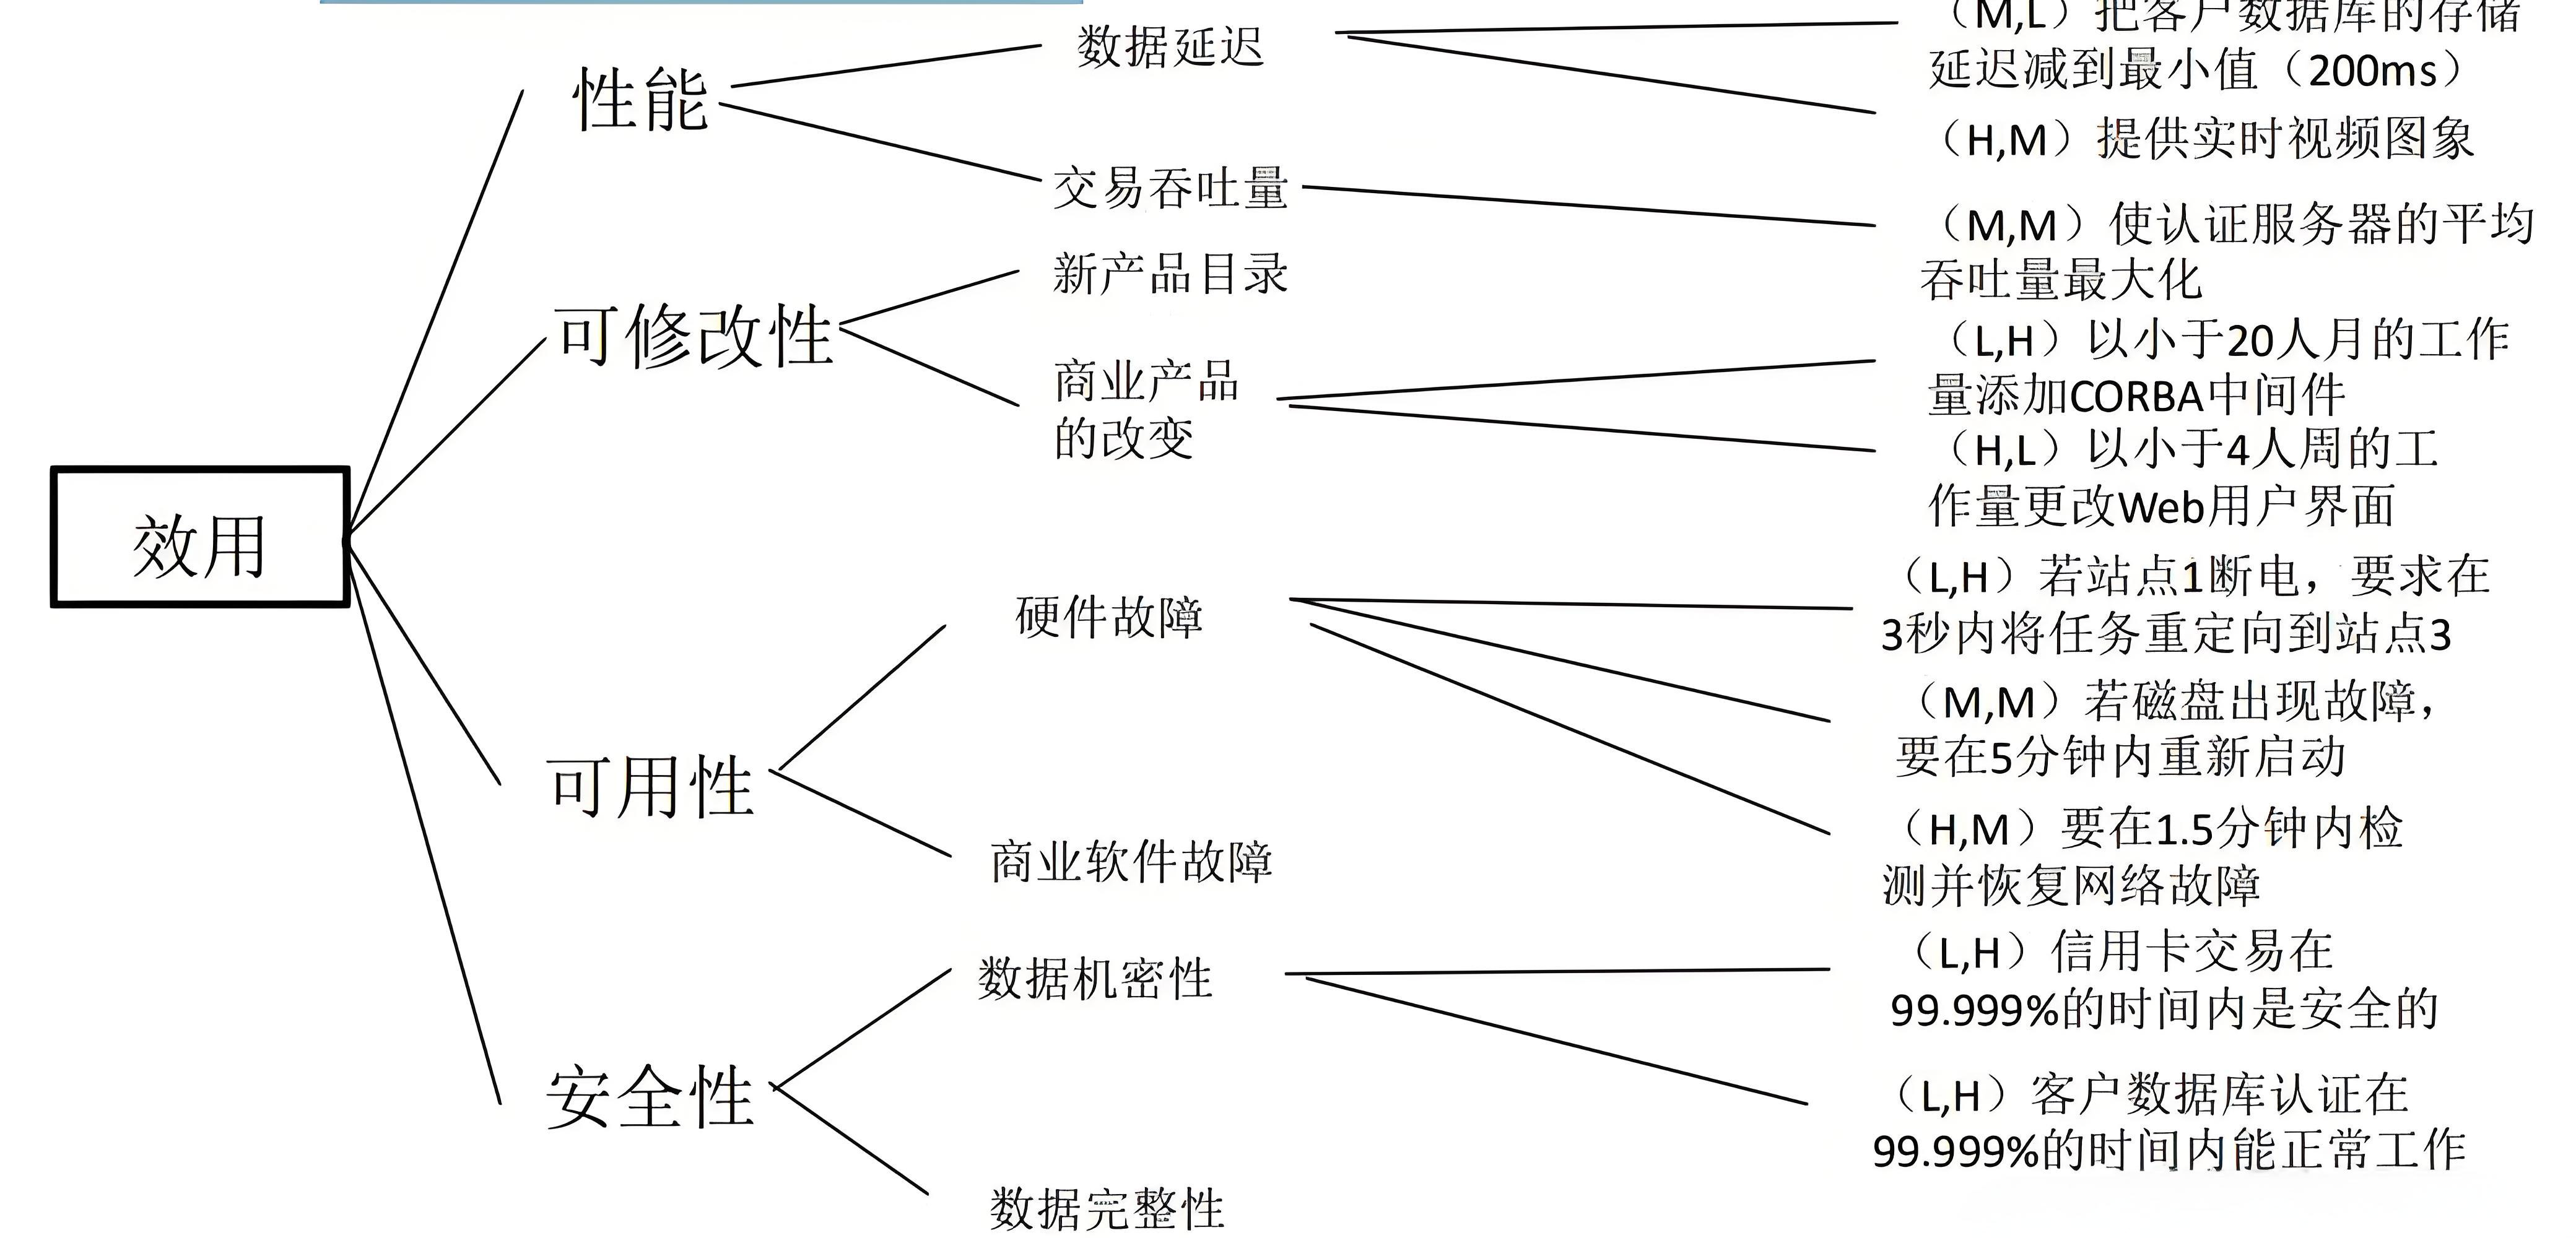 效用
性能
数据延迟
（M,L）把客户数据库的存储
延迟减到最小值（200ms）
（H,M）提供实时视频图象
交易吞吐量
（M,M）使认证服务器的平均
吞吐量最大化
可修改性
新产品目录
商业产品
的改变
（L,H）以小于20人月的工作
量添加CORBA中间件
（H,L）以小于4人周的工
作量更改Web用户界面
可用性
硬件故障
（L,H）若站点1断电，要求在
3秒内将任务重定向到站点3
（M,M）若磁盘出现故障，
要在5分钟内重新启动
（H,M）要在1.5分钟内检
测并恢复网络故障
商业软件故障
安全性
数据机密性
（L,H）信用卡交易在
99.999%的时间内是安全的
（L,H）客户数据库认证在
99.999%的时间内能正常工作
数据完整性